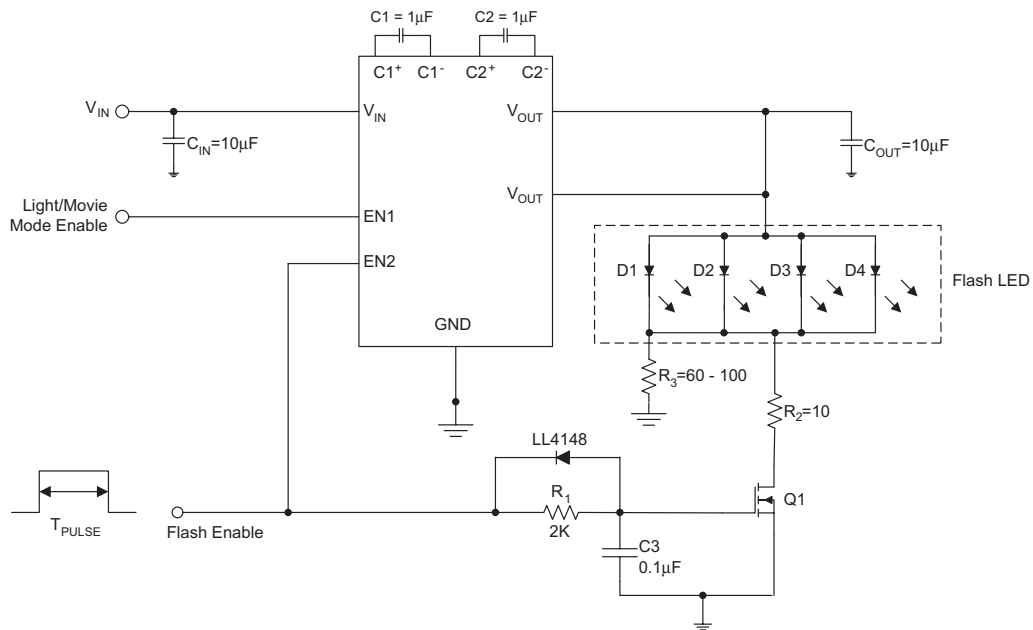 C1 = 1μF C2 = 1μF
C1+ C1- C2+ C2-
VIN VIN VOUT
CIN=10μF COUT=10μF
VOUT
Light/Movie
Mode Enable EN1
EN2 D1 D2 D3 D4 Flash LED
GND
R3=60 - 100
R2=10
LL4148
R1
2K
Q1
TPULSE Flash Enable
C3
0.1μF